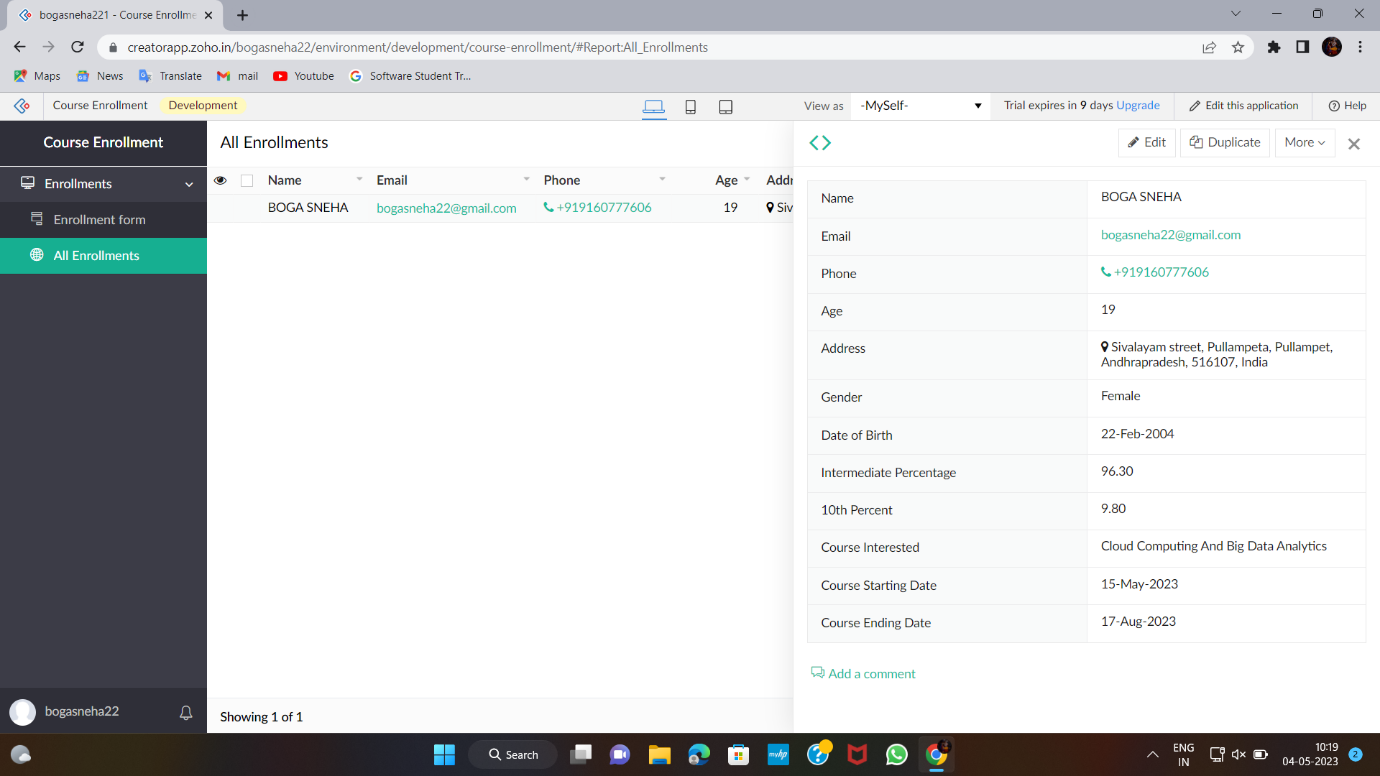 bogasneha221 - Course Enrollme
creatorapp.zoho.in/bogasneha22/environment/development/course-enrollment/#Report:All_Enrollments
Maps News Translate mail Youtube Software Student Tr...
Course Enrollment Development View as -MySelf- Trial expires in 9 days Upgrade Edit this application Help
Course Enrollment
Enrollments
Enrollment form
All Enrollments
bogasneha22
All Enrollments
Name Email Phone Age Addr
BOGA SNEHA bogasneha22@gmail.com +919160777606 19 Siv
Showing 1 of 1
Edit Duplicate More
Name BOGA SNEHA
Email bogasneha22@gmail.com
Phone +919160777606
Age 19
Address Sivalayam street, Pullampeta, Pullampet,
Andhrapradesh, 516107, India
Gender Female
Date of Birth 22-Feb-2004
Intermediate Percentage 96.30
10th Percent 9.80
Course Interested Cloud Computing And Big Data Analytics
Course Starting Date 15-May-2023
Course Ending Date 17-Aug-2023
Add a comment
Search myhp ENG
IN 10:19
04-05-2023 2